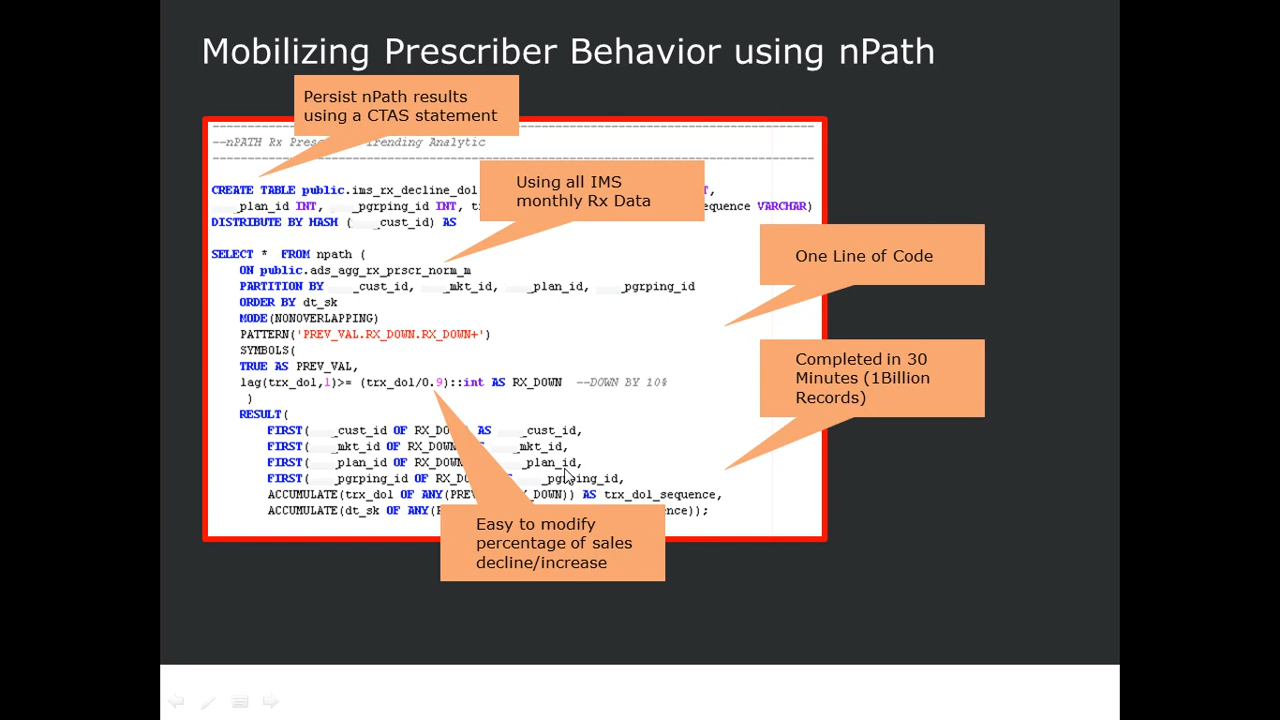 Mobilizing Prescriber Behavior using nPath
Persist nPath results
using a CTAS statement
--nPATH Rx Trending Analytic
Using all IMS
monthly Rx Data
CREATE TABLE public.ims_rx_decline_dol
_plan_id INT, _pgrping_id INT, VARCHAR)
DISTRIBUTE BY HASH ( _cust_id) AS
One Line of Code
SELECT * FROM npath (
ON public.ads_agg_rx_prscr_norm_m
PARTITION BY _cust_id, _mkt_id, _plan_id, _pgrping_id
ORDER BY dt_sk
MODE(NONOVERLAPPING)
PATTERN('PREV_VAL.RX_DOWN.RX_DOWN+')
SYMBOLS(
TRUE AS PREV_VAL,
lag(trx_dol,1)>= (trx_dol/0.9)::int AS RX_DOWN --DOWN BY 10%
)
Completed in 30
Minutes (1Billion
Records)
RESULT(
FIRST( _cust_id OF RX_DOWN) AS _cust_id,
FIRST( _mkt_id OF RX_DOWN _mkt_id,
FIRST( _plan_id OF RX_DOWN _plan_id,
FIRST( _pgrping_id OF _pgrping_id,
ACCUMULATE(trx_dol OF ANY( _DOWN)) AS trx_dol_sequence,
ACCUMULATE(dt_sk OF ANY(
Easy to modify
percentage of sales
decline/increase